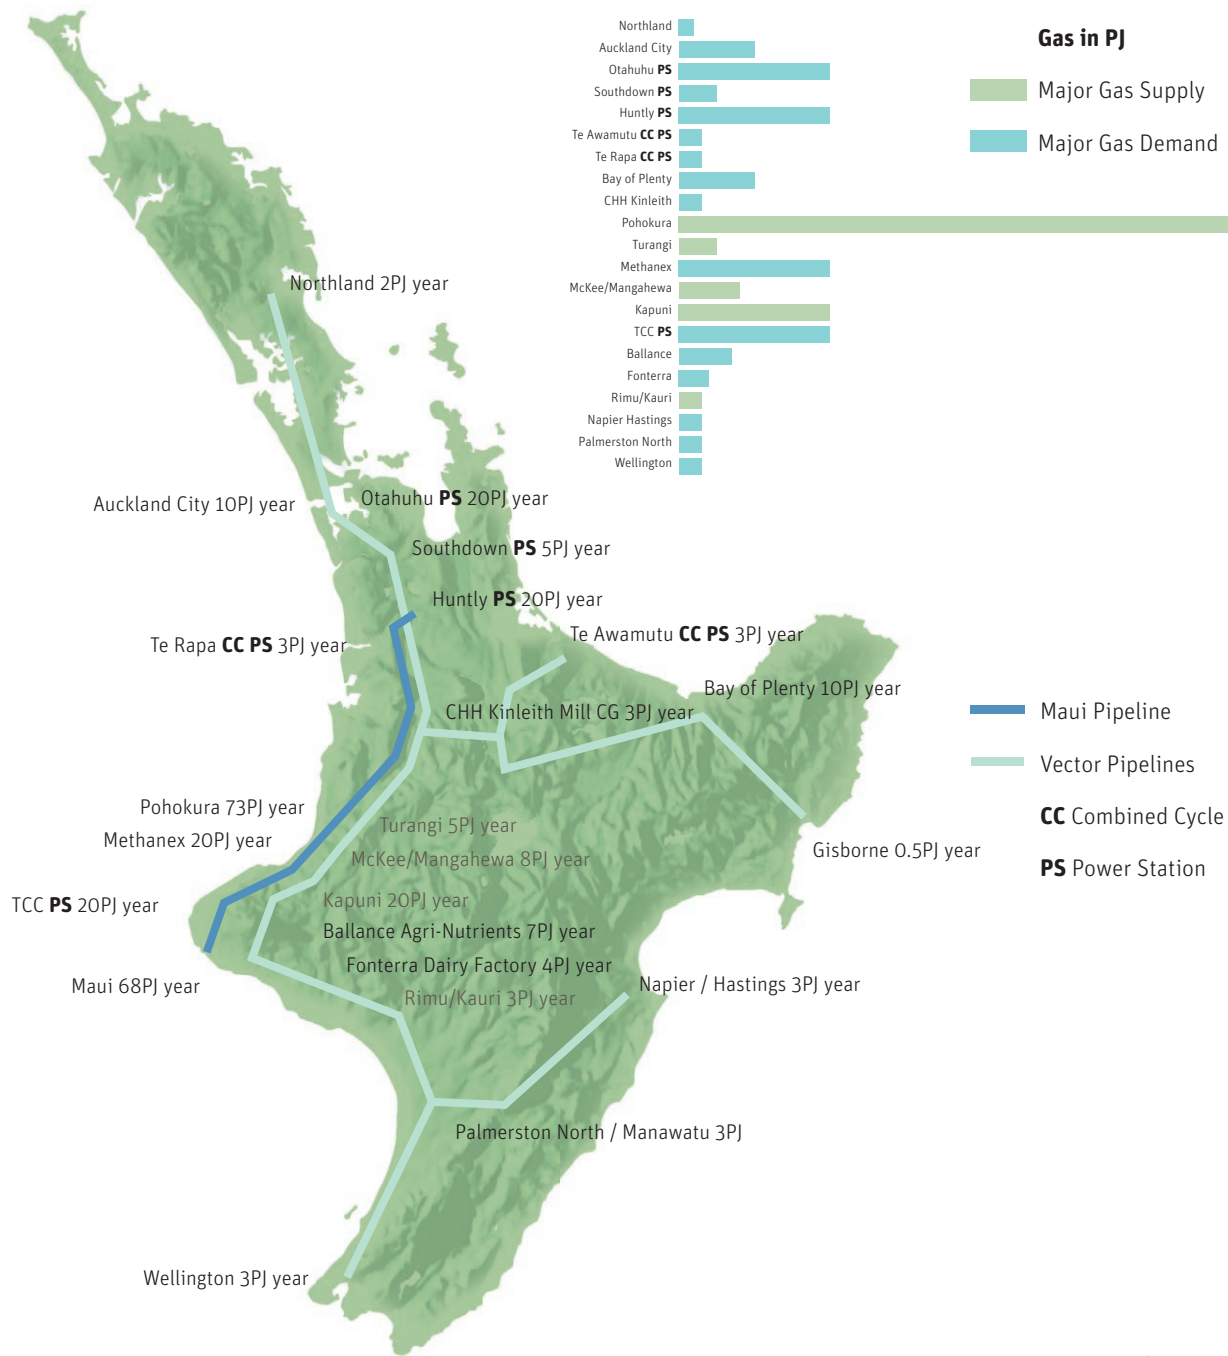 Northland
Auckland City
Otahuhu PS
Southdown PS
Huntly PS
Te Awamutu CC PS
Te Rapa CC PS
Bay of Plenty
CHH Kinleith
Pohokura
Turangi
Methanex
McKee/Mangahewa
Kapuni
TCC PS
Ballance
Fonterra
Rimu/Kauri
Napier Hastings
Palmerston North
Wellington
Gas in PJ
Major Gas Supply
Major Gas Demand
Northland 2PJ year
Auckland City 10PJ year
Otahuhu PS 20PJ year
Southdown PS 5PJ year
Huntly PS 20PJ year
Te Awamutu CC PS 3PJ year
Te Rapa CC PS 3PJ year
Bay of Plenty 10PJ year
CHH Kinleith Mill CG 3PJ year
Maui Pipeline
Vector Pipelines
CC Combined Cycle
PS Power Station
Pohokura 73PJ year
Methanex 20PJ year
Turangi 5PJ year
McKee/Mangahewa 8PJ year
Gisborne 0.5PJ year
Kapuni 20PJ year
TCC PS 20PJ year
Ballance Agri-Nutrients 7PJ year
Fonterra Dairy Factory 4PJ year
Maui 68PJ year
Rimu/Kauri 3PJ year
Napier / Hastings 3PJ year
Palmerston North / Manawatu 3PJ
Wellington 3PJ year